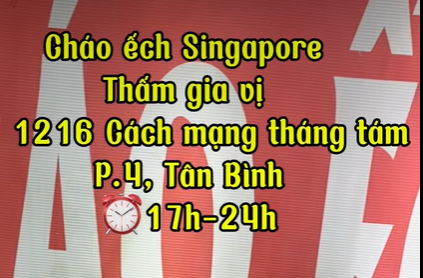 Cháo ếch Singapore
Thấm gia vị
1216 Cách mạng tháng tám
P.4, Tân Bình
⏰17h-24h